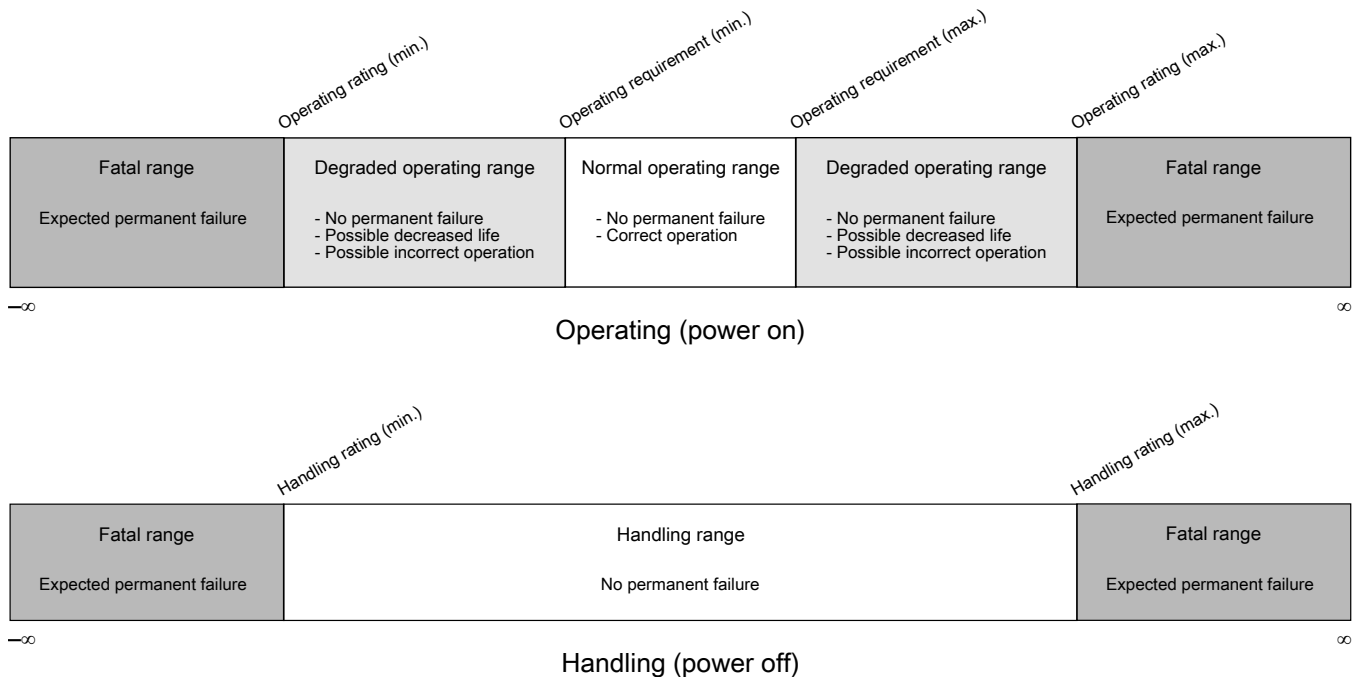 Operating rating (min.)
Operating requirement (min.)
Operating requirement (max.)
Operating rating (max.)
Fatal range
Expected permanent failure
Degraded operating range
- No permanent failure
- Possible decreased life
- Possible incorrect operation
Normal operating range
- No permanent failure
- Correct operation
Degraded operating range
- No permanent failure
- Possible decreased life
- Possible incorrect operation
Fatal range
Expected permanent failure
–∞
∞
Operating (power on)
Handling rating (min.)
Handling rating (max.)
Fatal range
Expected permanent failure
Handling range
No permanent failure
Fatal range
Expected permanent failure
–∞
∞
Handling (power off)